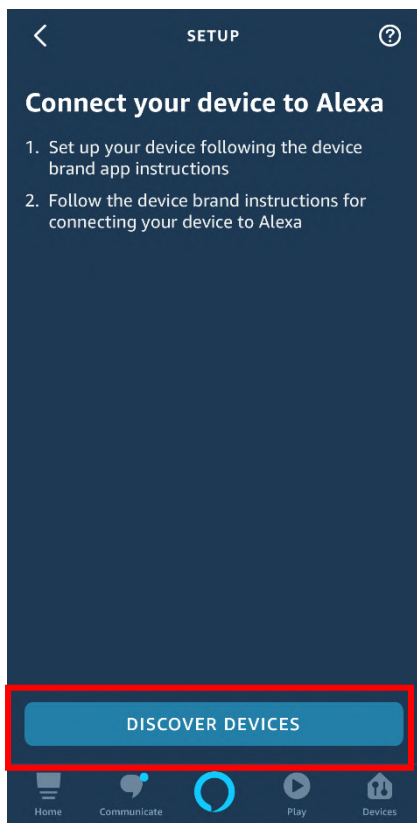 SETUP
Connect your device to Alexa
1. Set up your device following the device
brand app instructions
2. Follow the device brand instructions for
connecting your device to Alexa
DISCOVER DEVICES
Home Communicate Play Devices